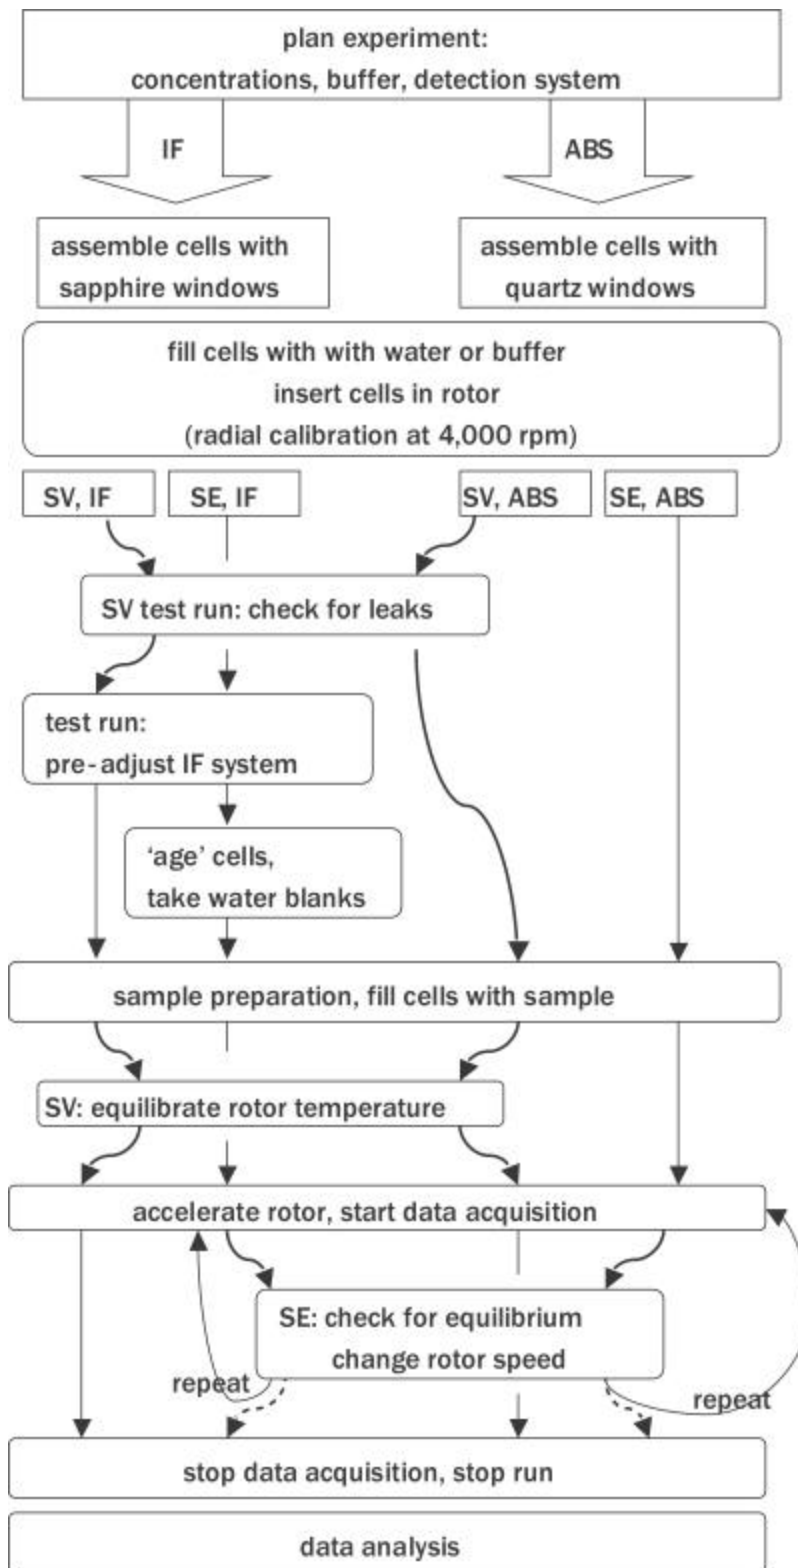 plan experiment:
concentrations, buffer, detection system
IF
ABS
assemble cells with
sapphire windows
assemble cells with
quartz windows
fill cells with with water or buffer
insert cells in rotor
(radial calibration at 4,000 rpm)
SV, IF
SE, IF
SV, ABS
SE, ABS
SV test run: check for leaks
test run:
pre-adjust IF system
‘age’ cells,
take water blanks
sample preparation, fill cells with sample
SV: equilibrate rotor temperature
accelerate rotor, start data acquisition
SE: check for equilibrium
change rotor speed
repeat
repeat
stop data acquisition, stop run
data analysis